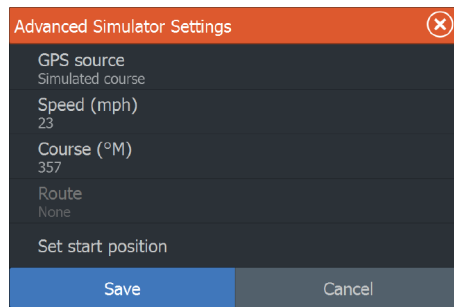 Advanced Simulator Settings
GPS source
Simulated course
Speed (mph)
23
Course (°M)
357
Route
None
Set start position
Save
Cancel